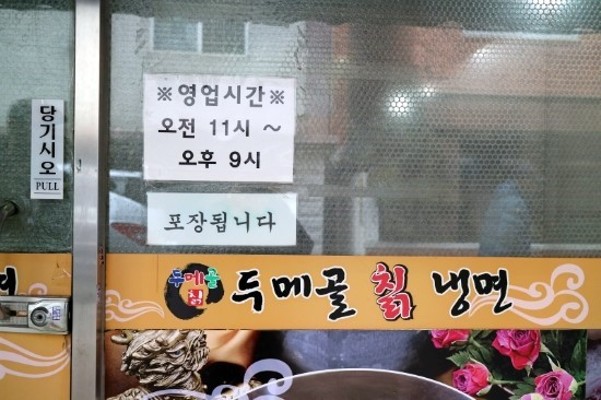 당기시오
PULL
※영업시간※
오전 11시 ~
오후 9시
포장됩니다
두메골
칡
두메골 칡 냉면